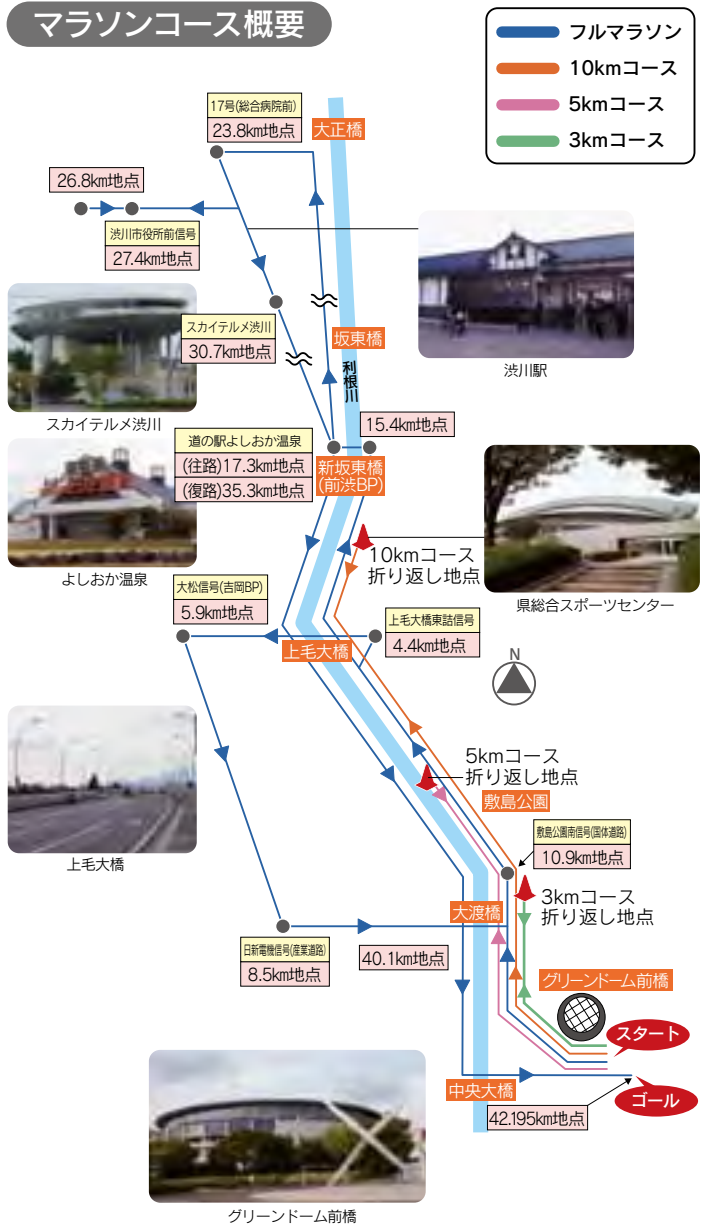 マラソンコース概要
フルマラソン
10kmコース
5kmコース
3kmコース
17号(総合病院前)
23.8km地点
大正橋
26.8km地点
渋川市役所前信号
27.4km地点
スカイテルメ渋川
30.7km地点
坂東橋
利根川
渋川駅
スカイテルメ渋川
15.4km地点
道の駅よしおか温泉
(往路)17.3km地点
(復路)35.3km地点
新坂東橋
(前渋BP)
よしおか温泉
10kmコース
折り返し地点
県総合スポーツセンター
大松信号(吉岡BP)
5.9km地点
上毛大橋東詰信号
4.4km地点
上毛大橋
N
上毛大橋
5kmコース
折り返し地点
敷島公園
敷島公園南信号(国体道路)
10.9km地点
3kmコース
折り返し地点
大渡橋
日新電機信号(産業道路)
8.5km地点
40.1km地点
グリーンドーム前橋
スタート
中央大橋
ゴール
42.195km地点
グリーンドーム前橋